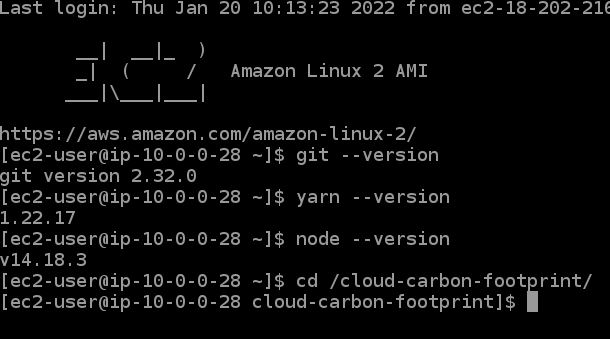 Last login: Thu Jan 20 10:13:23 2022 from ec2-18-202-216
       __|  __|_  )
       _|  (     /   Amazon Linux 2 AMI
      ___|\___|___|
https://aws.amazon.com/amazon-linux-2/
[ec2-user@ip-10-0-0-28 ~]$ git --version
git version 2.32.0
[ec2-user@ip-10-0-0-28 ~]$ yarn --version
1.22.17
[ec2-user@ip-10-0-0-28 ~]$ node --version
v14.18.3
[ec2-user@ip-10-0-0-28 ~]$ cd /cloud-carbon-footprint/
[ec2-user@ip-10-0-0-28 cloud-carbon-footprint]$